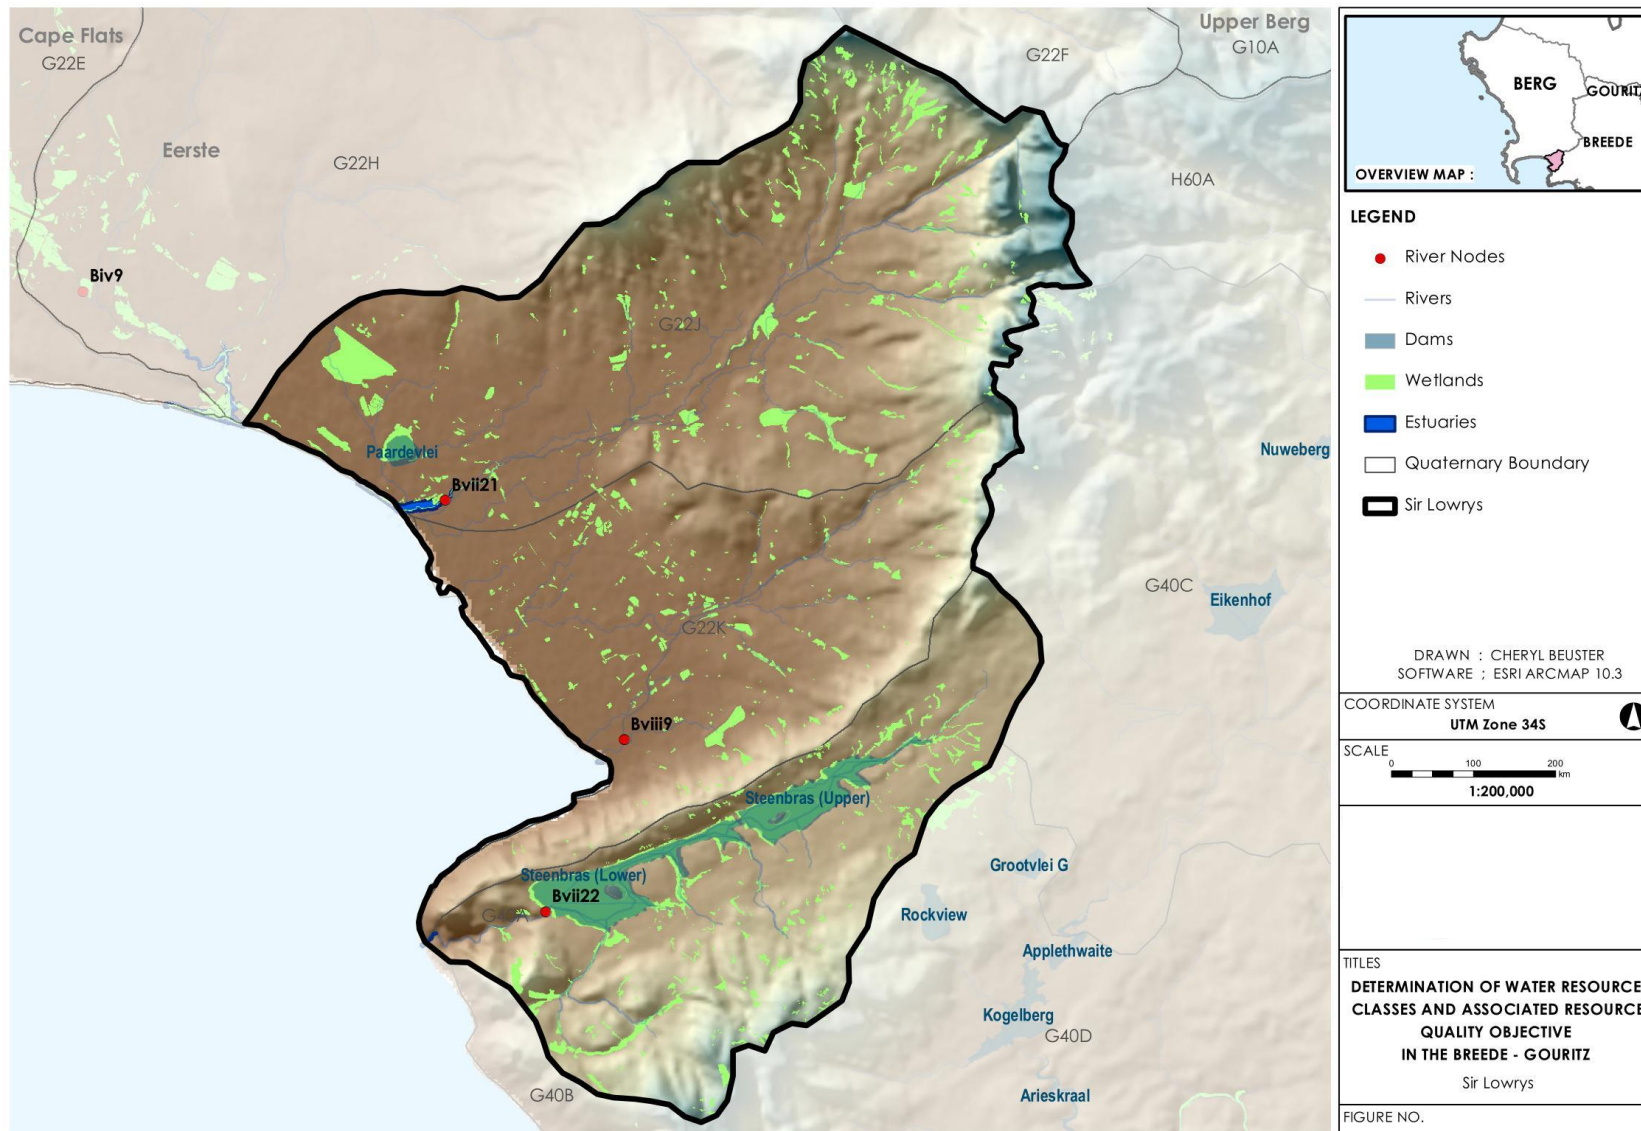 Cape Flats
G22E
Upper Berg
G10A
G22F
Eerste
G22H
H60A
Biv9
G22J
Paardevlei
Bvii21
Nuweberg
G40C
Eikenhof
G22K
Bviii9
Steenbras (Upper)
Steenbras (Lower)
Bvii22
Grootvlei G
Rockview
Applethwaite
Kogelberg
G40D
G40B
Arieskraal
BERG
GOURITZ
BREEDE
OVERVIEW MAP :
LEGEND
River Nodes
Rivers
Dams
Wetlands
Estuaries
Quaternary Boundary
Sir Lowrys
DRAWN : CHERYL BEUSTER
SOFTWARE ; ESRI ARCMAP 10.3
COORDINATE SYSTEM
UTM Zone 34S
SCALE
0 100 200
km
1:200,000
TITLES
DETERMINATION OF WATER RESOURCE
CLASSES AND ASSOCIATED RESOURCE
QUALITY OBJECTIVE
IN THE BREEDE - GOURITZ
Sir Lowrys
FIGURE NO.